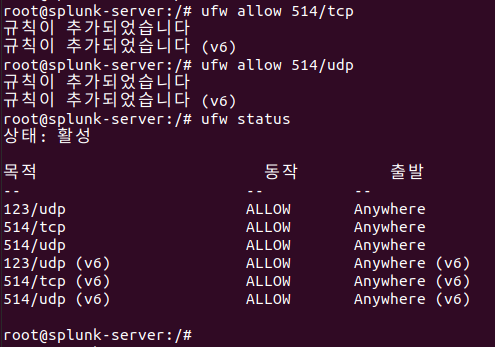 root@splunk-server:/# ufw allow 514/tcp
규칙이 추가되었습니다
규칙이 추가되었습니다 (v6)
root@splunk-server:/# ufw allow 514/udp
규칙이 추가되었습니다
규칙이 추가되었습니다 (v6)
root@splunk-server:/# ufw status
상태: 활성
목적 동작 출발
-- -- --
123/udp ALLOW Anywhere
514/tcp ALLOW Anywhere
514/udp ALLOW Anywhere
123/udp (v6) ALLOW Anywhere (v6)
514/tcp (v6) ALLOW Anywhere (v6)
514/udp (v6) ALLOW Anywhere (v6)
root@splunk-server:/#